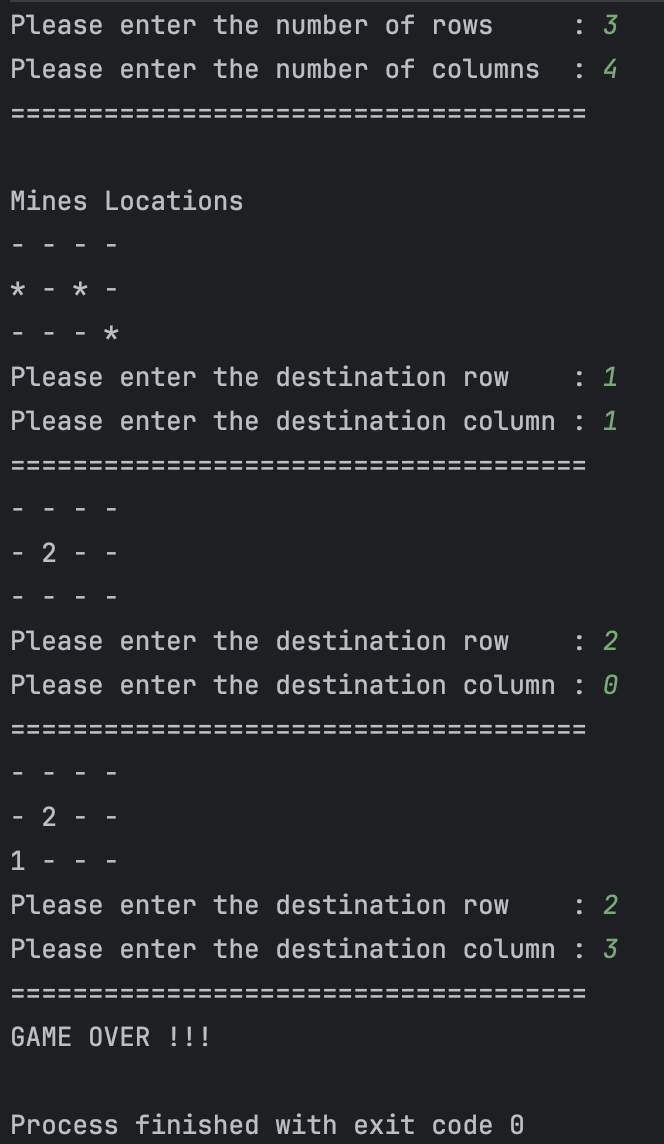 Please enter the number of rows     : 3
Please enter the number of columns  : 4
=====================================

Mines Locations
- - - -
* - * -
- - - *
Please enter the destination row    : 1
Please enter the destination column : 1
=====================================
- - - -
- 2 - -
- - - -
Please enter the destination row    : 2
Please enter the destination column : 0
=====================================
- - - -
- 2 - -
1 - - -
Please enter the destination row    : 2
Please enter the destination column : 3
=====================================
GAME OVER !!!

Process finished with exit code 0